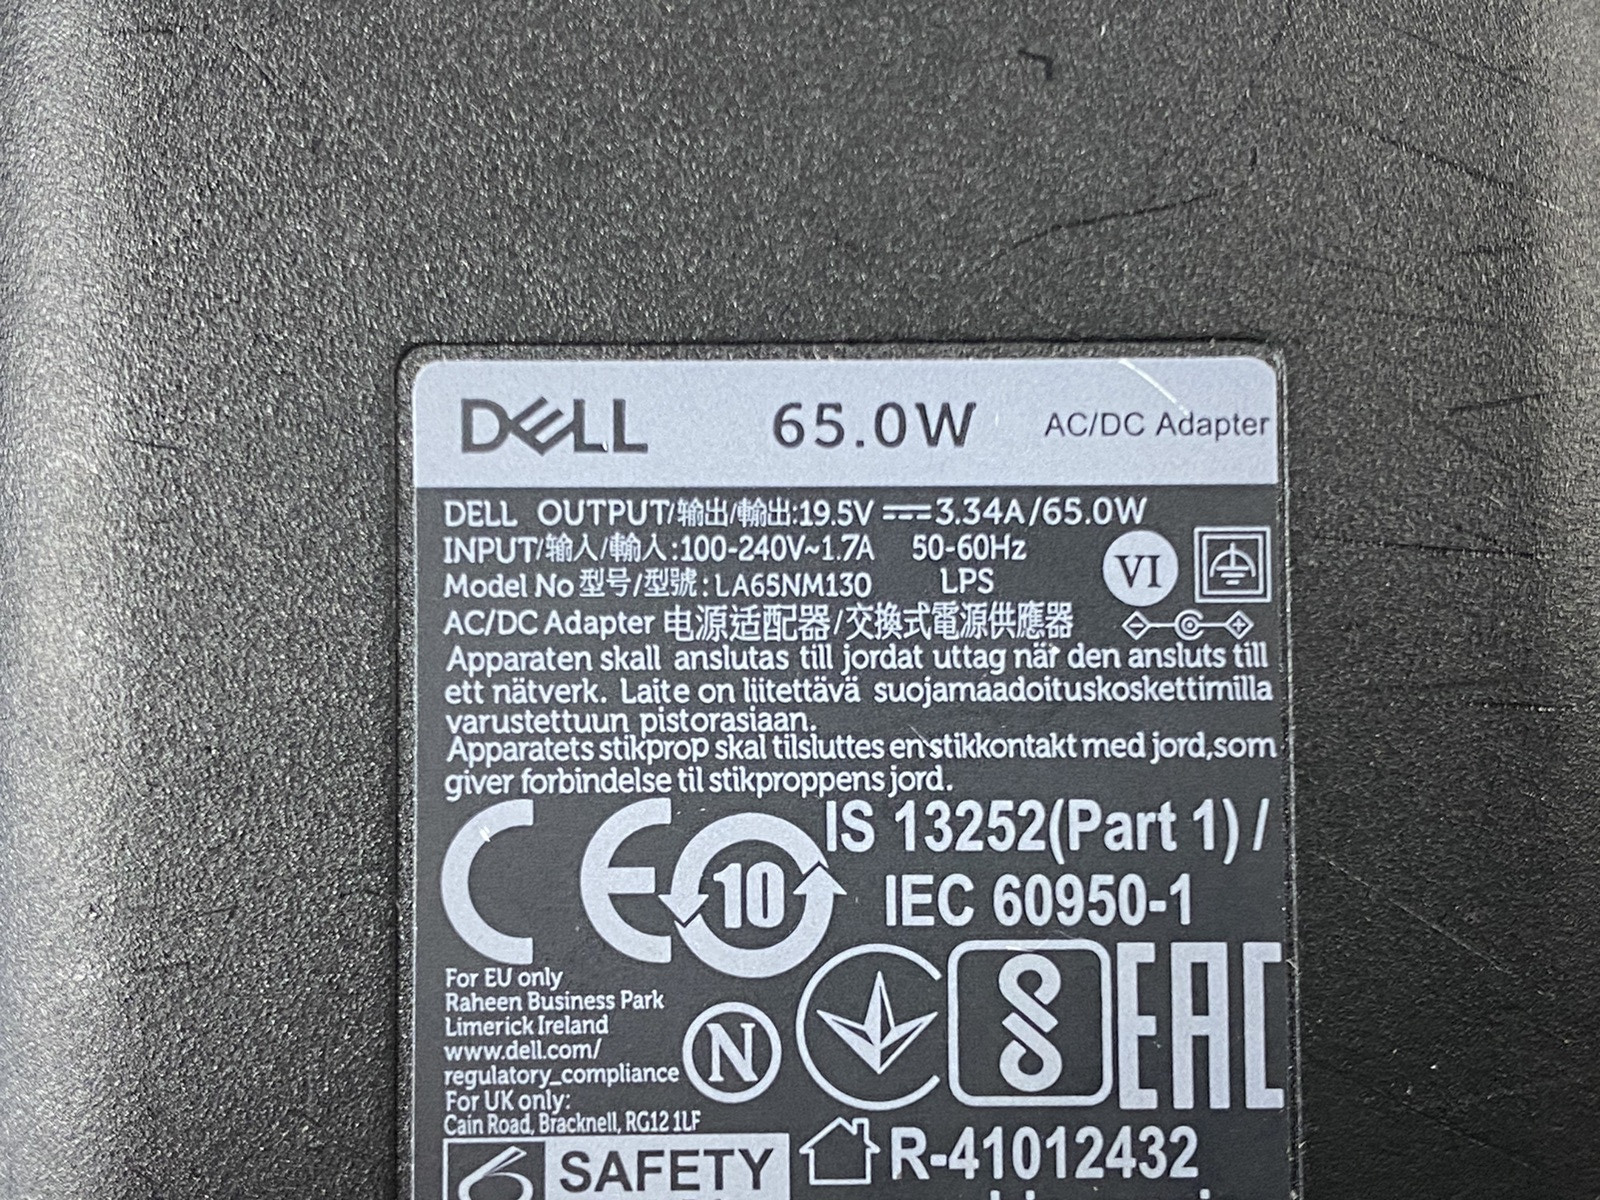 DELL 65.0W AC/DC Adapter
DELL OUTPUT/输出/輸出:19.5V⎓3.34A/65.0W
INPUT/输入/輸入:100-240V~1.7A 50-60Hz
VI
Model No 型号/型號:LA65NM130 LPS
AC/DC Adapter 电源适配器/交換式電源供應器
Apparaten skall anslutas till jordat uttag när den ansluts till
ett nätverk. Laite on liitettävä suojamaadoituskoskettimilla
varustettuun pistorasiaan.
Apparatets stikprop skal tilsluttes en stikkontakt med jord,som
giver forbindelse til stikproppens jord.
CE 10 IS 13252(Part 1) /
IEC 60950-1
For EU only
Raheen Business Park
Limerick Ireland
www.dell.com/
regulatory_compliance
For UK only:
Cain Road, Bracknell, RG12 1LF
N
EAC
SAFETY
R-41012432